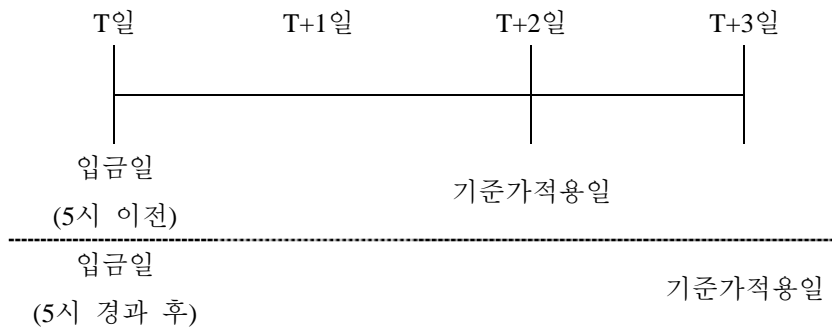 T일 T+1일 T+2일 T+3일
입금일
(5시 이전)
기준가적용일
입금일
(5시 경과 후)
기준가적용일